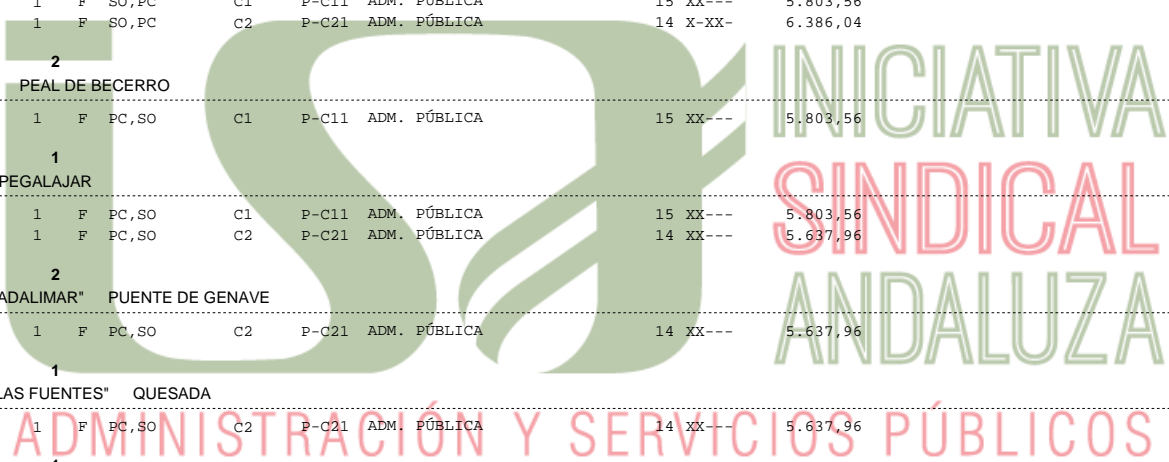 1 F SO,PC C1 P-C11 ADM. PÚBLICA 15 XX--- 5.803,56
1 F SO,PC C2 P-C21 ADM. PÚBLICA 14 X-XX- 6.386,04
2
PEAL DE BECERRO
1 F PC,SO C1 P-C11 ADM. PÚBLICA 15 XX--- 5.803,56
1
PEGALAJAR
1 F PC,SO C1 P-C11 ADM. PÚBLICA 15 XX--- 5.803,56
1 F PC,SO C2 P-C21 ADM. PÚBLICA 14 XX--- 5.637,96
2
ADALIMAR" PUENTE DE GENAVE
1 F PC,SO C2 P-C21 ADM. PÚBLICA 14 XX--- 5.637,96
1
LAS FUENTES" QUESADA
1 F PC,SO C2 P-C21 ADM. PÚBLICA 14 XX--- 5.637,96
isa
INICIATIVA
SINDICAL
ANDALUZA
ADMINISTRACIÓN Y SERVICIOS PÚBLICOS